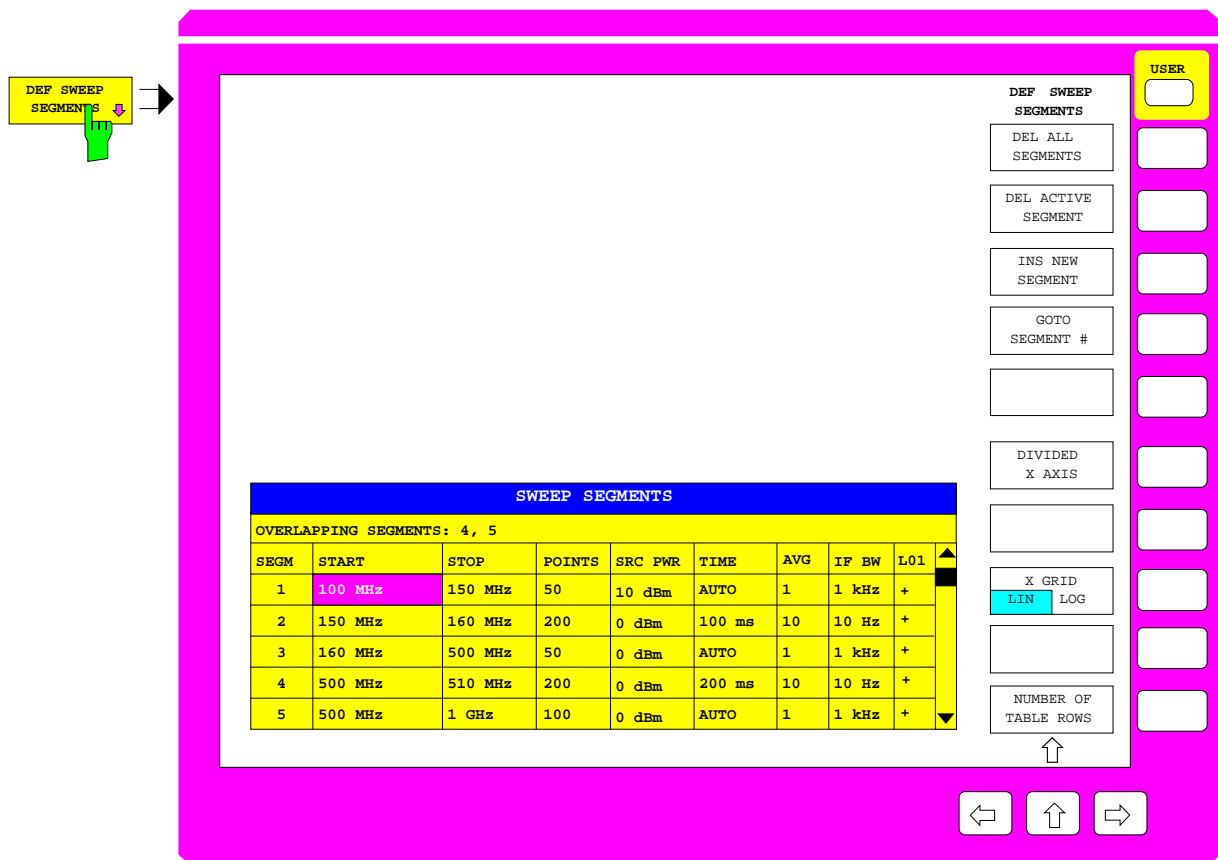 DEF SWEEP
SEGMENTS
USER
DEF SWEEP
SEGMENTS
DEL ALL
SEGMENTS
DEL ACTIVE
SEGMENT
INS NEW
SEGMENT
GOTO
SEGMENT #
DIVIDED
X AXIS
X GRID
LIN LOG
NUMBER OF
TABLE ROWS
SWEEP SEGMENTS
OVERLAPPING SEGMENTS: 4, 5
SEGM START STOP POINTS SRC PWR TIME AVG IF BW L01
1 100 MHz 150 MHz 50 10 dBm AUTO 1 1 kHz +
2 150 MHz 160 MHz 200 0 dBm 100 ms 10 10 Hz +
3 160 MHz 500 MHz 50 0 dBm AUTO 1 1 kHz +
4 500 MHz 510 MHz 200 0 dBm 200 ms 10 10 Hz +
5 500 MHz 1 GHz 100 0 dBm AUTO 1 1 kHz +